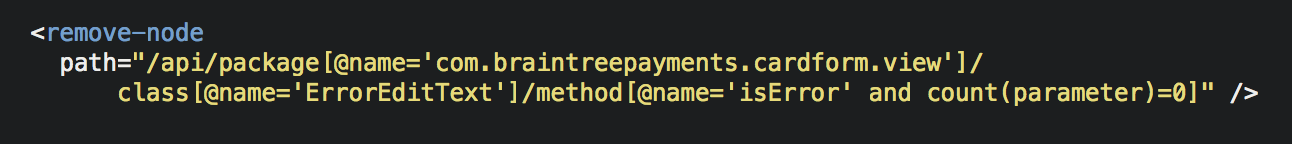 <remove-node
path="/api/package[@name='com.braintreepayments.cardform.view']/
class[@name='ErrorEditText']/method[@name='isError' and count(parameter)=0]" />